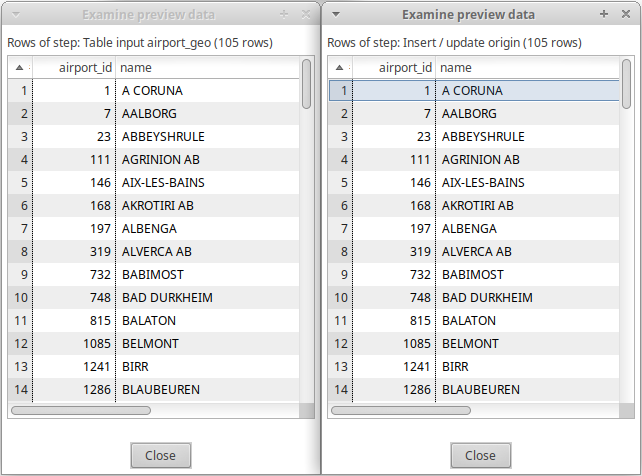 Examine preview data
Rows of step: Table input airport_geo (105 rows)
airport_id name
1 1 A CORUNA
2 7 AALBORG
3 23 ABBEYSHRULE
4 111 AGRINION AB
5 146 AIX-LES-BAINS
6 168 AKROTIRI AB
7 197 ALBENGA
8 319 ALVERCA AB
9 732 BABIMOST
10 748 BAD DURKHEIM
11 815 BALATON
12 1085 BELMONT
13 1241 BIRR
14 1286 BLAUBEUREN
Close
Examine preview data
Rows of step: Insert / update origin (105 rows)
airport_id name
1 1 A CORUNA
2 7 AALBORG
3 23 ABBEYSHRULE
4 111 AGRINION AB
5 146 AIX-LES-BAINS
6 168 AKROTIRI AB
7 197 ALBENGA
8 319 ALVERCA AB
9 732 BABIMOST
10 748 BAD DURKHEIM
11 815 BALATON
12 1085 BELMONT
13 1241 BIRR
14 1286 BLAUBEUREN
Close